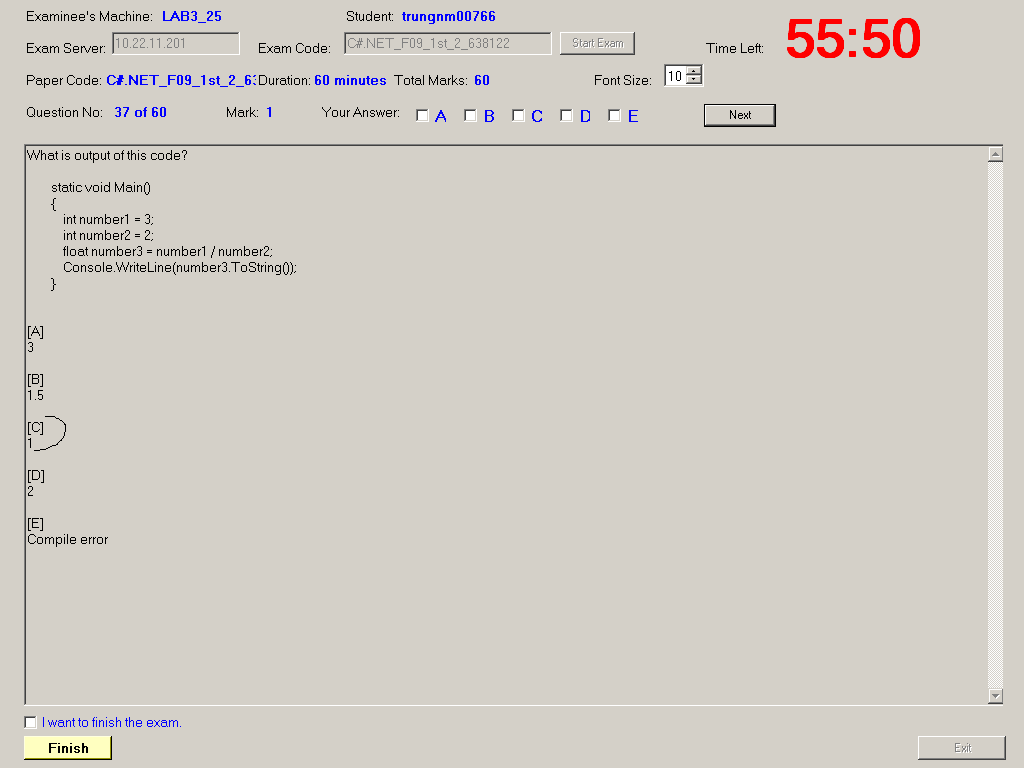 Examinee's Machine: LAB3_25 Student: trungnm00766
Exam Server: 10.22.11.201 Exam Code: C#.NET_F09_1st_2_638122 Start Exam Time Left: 55:50
Paper Code: C#.NET_F09_1st_2_6 Duration: 60 minutes Total Marks: 60 Font Size: 10
Question No: 37 of 60 Mark: 1 Your Answer: A B C D E Next
What is output of this code?
static void Main()
{
int number1 = 3;
int number2 = 2;
float number3 = number1 / number2;
Console.WriteLine(number3.ToString());
}
[A]
3
[B]
1.5
[C]
1
[D]
2
[E]
Compile error
I want to finish the exam.
Finish Exit